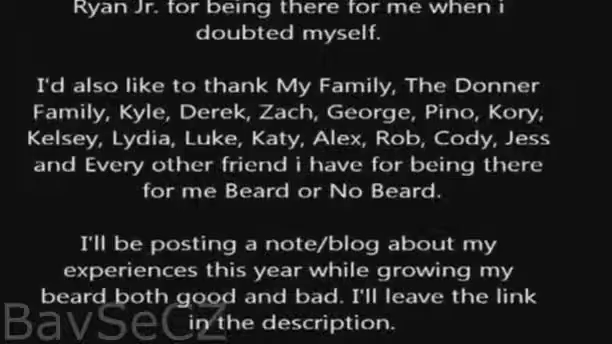 Ryan Jr. for being there for me when i
doubted myself.
I'd also like to thank My Family, The Donner
Family, Kyle, Derek, Zach, George, Pino, Kory,
Kelsey, Lydia, Luke, Katy, Alex, Rob, Cody, Jess
and Every other friend i have for being there
for me Beard or No Beard.
I'll be posting a note/blog about my
experiences this year while growing my
beard both good and bad. I'll leave the link
in the description.
BavSeCZ